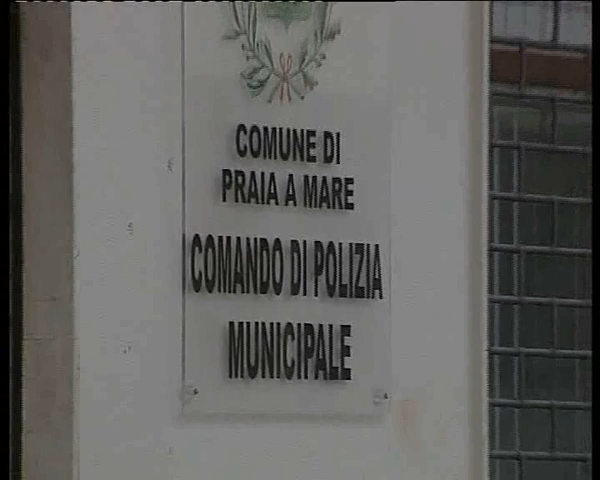 COMUNE DI
PRAIA A MARE
COMANDO DI POLIZIA
MUNICIPALE